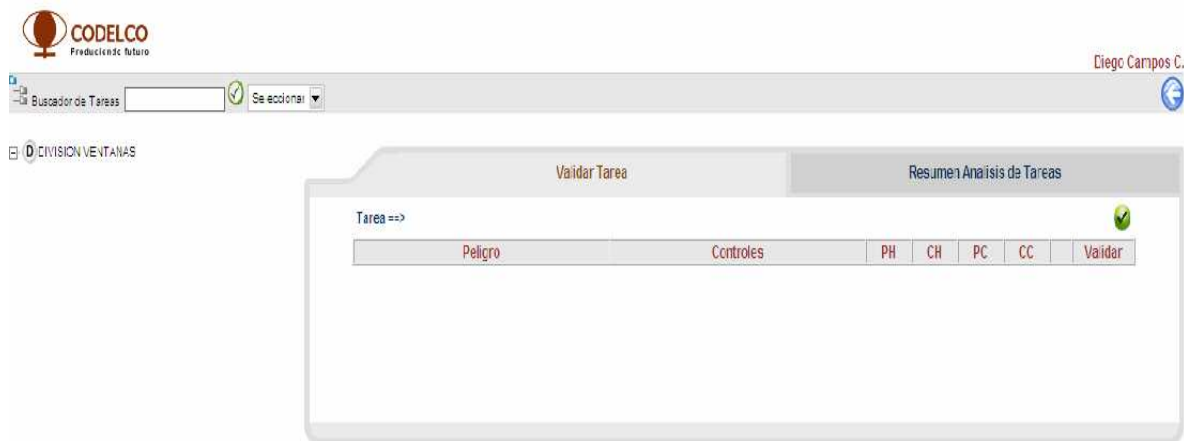 CODELCO
Produciendo futuro
Diego Campos C.
Buscador de Tareas
Seleccionar
D DIVISION VENTANAS
Validar Tarea
Resumen Analisis de Tareas
Tarea ==>
Peligro Controles PH CH PC CC Validar